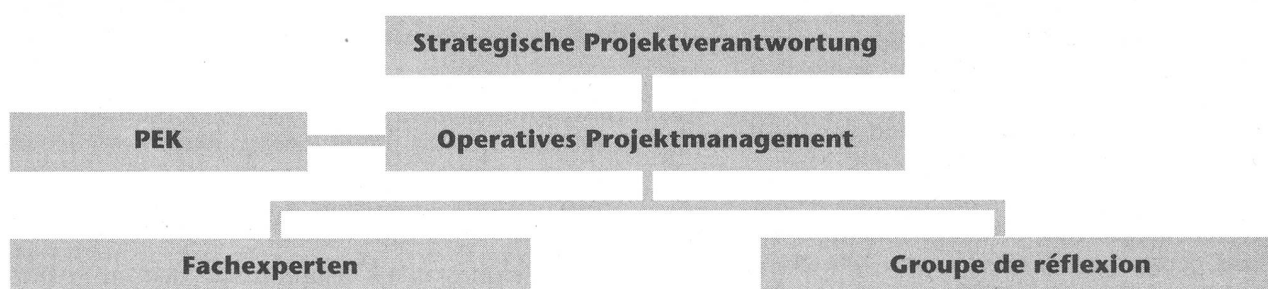 Strategische Projektverantwortung
PEK
Operatives Projektmanagement
Fachexperten
Groupe de réflexion